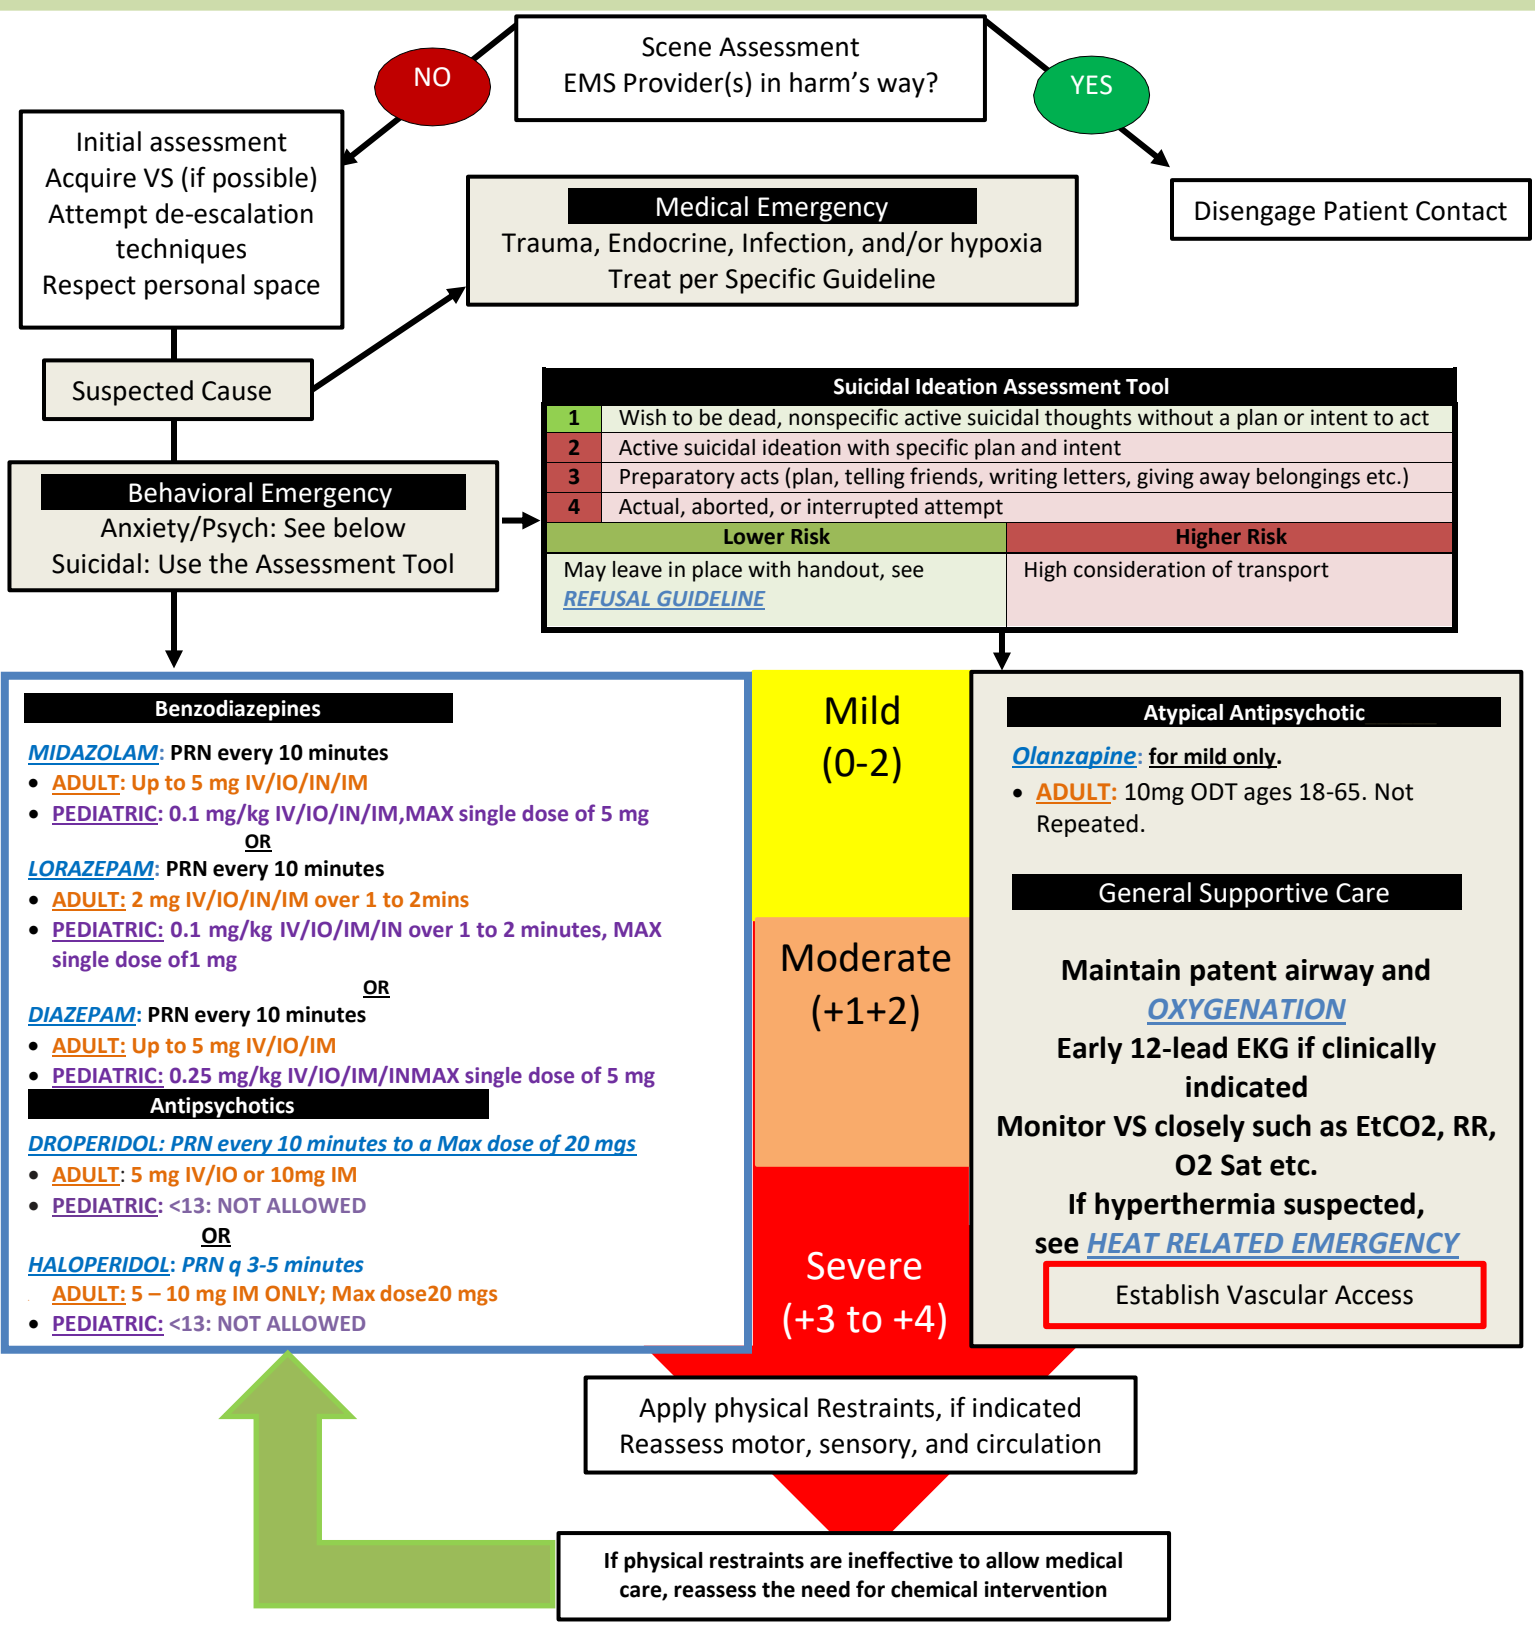 Scene Assessment
EMS Provider(s) in harm's way?
NO
YES
Initial assessment
Acquire VS (if possible)
Attempt de-escalation
techniques
Respect personal space
Medical Emergency
Trauma, Endocrine, Infection, and/or hypoxia
Treat per Specific Guideline
Disengage Patient Contact
Suspected Cause
Behavioral Emergency
Anxiety/Psych: See below
Suicidal: Use the Assessment Tool
Suicidal Ideation Assessment Tool
1 Wish to be dead, nonspecific active suicidal thoughts without a plan or intent to act
2 Active suicidal ideation with specific plan and intent
3 Preparatory acts (plan, telling friends, writing letters, giving away belongings etc.)
4 Actual, aborted, or interrupted attempt
Lower Risk
Higher Risk
May leave in place with handout, see
REFUSAL GUIDELINE
High consideration of transport
Benzodiazepines
MIDAZOLAM: PRN every 10 minutes
• ADULT: Up to 5 mg IV/IO/IN/IM
• PEDIATRIC: 0.1 mg/kg IV/IO/IN/IM,MAX single dose of 5 mg
OR
LORAZEPAM: PRN every 10 minutes
• ADULT: 2 mg IV/IO/IN/IM over 1 to 2mins
• PEDIATRIC: 0.1 mg/kg IV/IO/IM/IN over 1 to 2 minutes, MAX
single dose of1 mg
OR
DIAZEPAM: PRN every 10 minutes
• ADULT: Up to 5 mg IV/IO/IM
• PEDIATRIC: 0.25 mg/kg IV/IO/IM/INMAX single dose of 5 mg
Antipsychotics
DROPERIDOL: PRN every 10 minutes to a Max dose of 20 mgs
• ADULT: 5 mg IV/IO or 10mg IM
• PEDIATRIC: <13: NOT ALLOWED
OR
HALOPERIDOL: PRN q 3-5 minutes
ADULT: 5 – 10 mg IM ONLY; Max dose20 mgs
• PEDIATRIC: <13: NOT ALLOWED
Mild
(0-2)
Moderate
(+1+2)
Severe
(+3 to +4)
Atypical Antipsychotic
Olanzapine: for mild only.
• ADULT: 10mg ODT ages 18-65. Not
Repeated.
General Supportive Care
Maintain patent airway and
OXYGENATION
Early 12-lead EKG if clinically
indicated
Monitor VS closely such as EtCO2, RR,
O2 Sat etc.
If hyperthermia suspected,
see HEAT RELATED EMERGENCY
Establish Vascular Access
Apply physical Restraints, if indicated
Reassess motor, sensory, and circulation
If physical restraints are ineffective to allow medical
care, reassess the need for chemical intervention